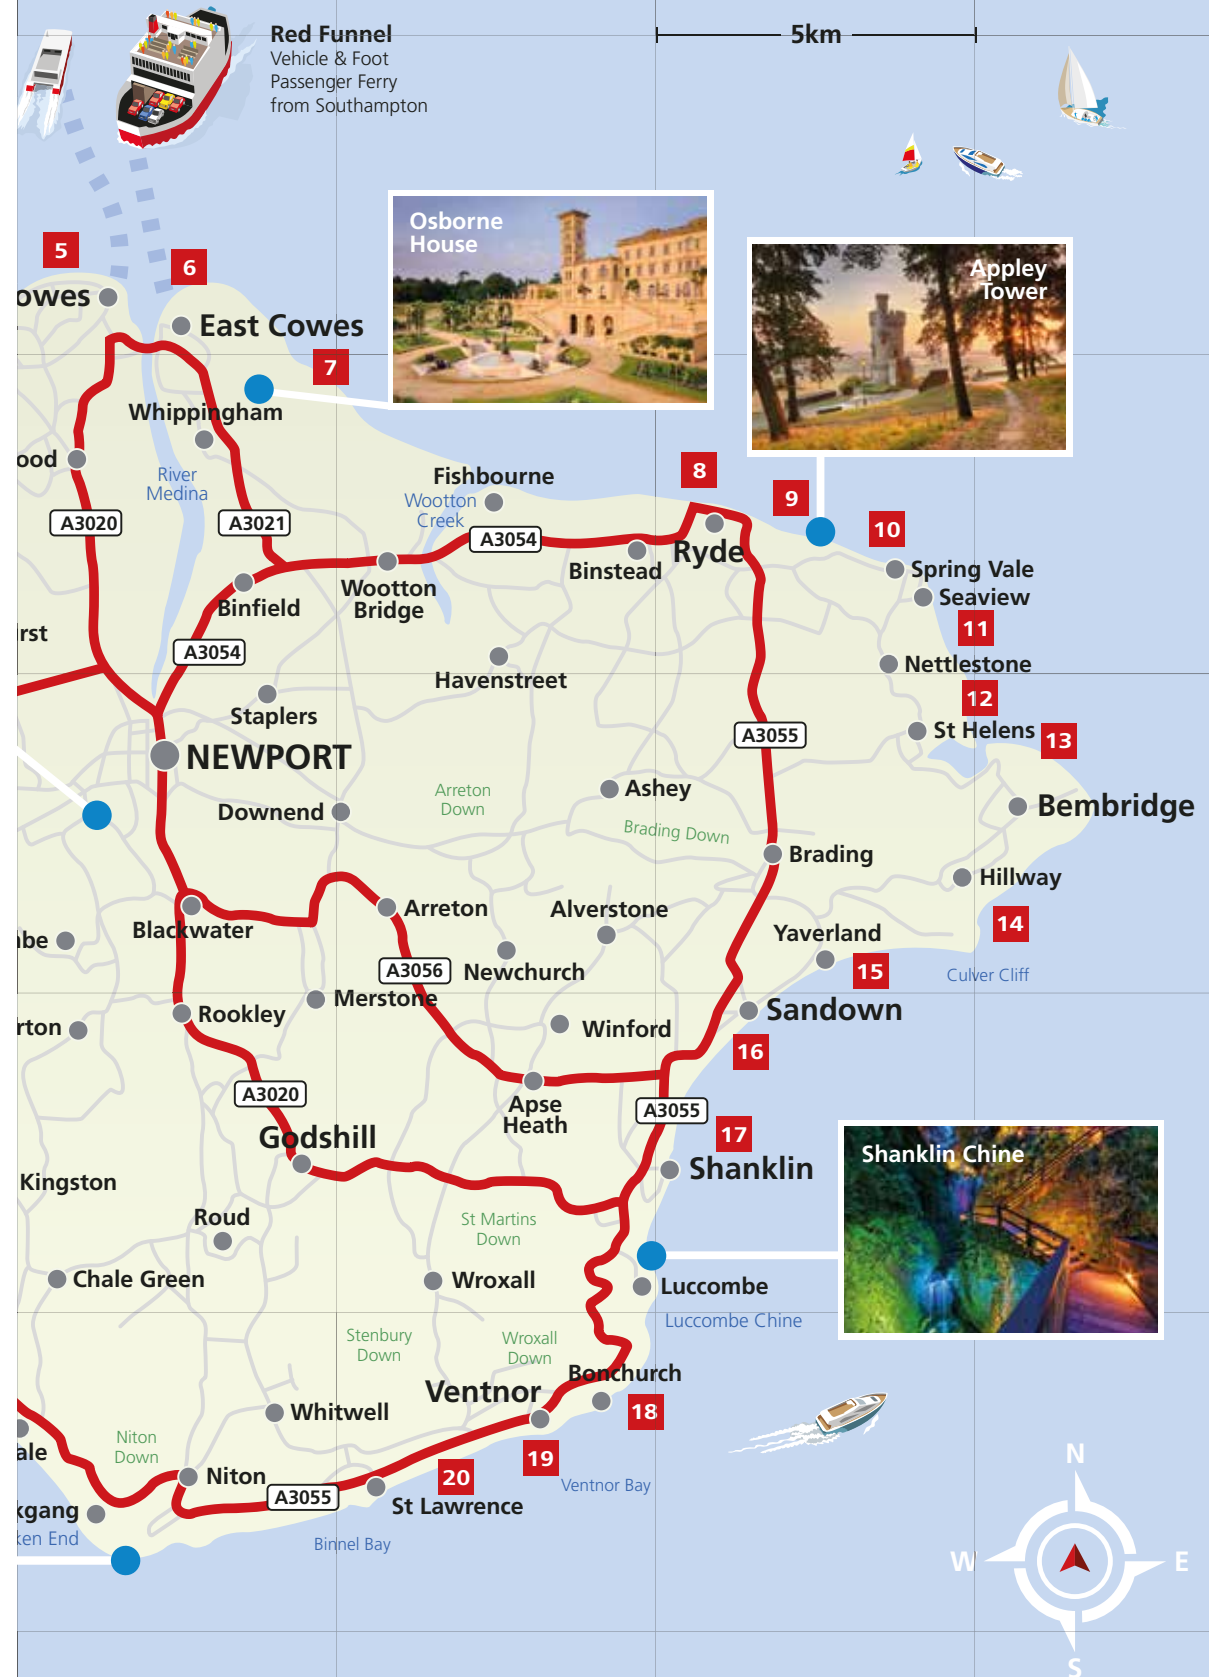 Red Funnel
Vehicle & Foot
Passenger Ferry
from Southampton
5km
Osborne
House
Appley
Tower
5
6
owes
East Cowes
7
Whippingham
ood
River
Medina
Fishbourne
Wootton
Creek
8
9
10
A3020
A3021
A3054
Ryde
Binstead
Spring Vale
Seaview
Wootton
Bridge
Binfield
11
rst
A3054
Nettlestone
Havenstreet
12
Staplers
St Helens
A3055
13
NEWPORT
Ashey
Arreton
Down
Bembridge
Downend
Brading Down
Brading
Hillway
Arreton
Alverstone
14
Blackwater
Yaverland
be
A3056
Newchurch
15
Culver Cliff
Merstone
Rookley
Sandown
rton
Winford
16
A3020
Apse
Heath
A3055
17
Godshill
Shanklin
Shanklin Chine
Kingston
Roud
St Martins
Down
Chale Green
Wroxall
Luccombe
Luccombe Chine
Stenbury
Down
Wroxall
Down
Bonchurch
Ventnor
Whitwell
18
Niton
Down
ale
19
Niton
20
Ventnor Bay
A3055
St Lawrence
kgang
ken End
Binnel Bay
N
W
E
S